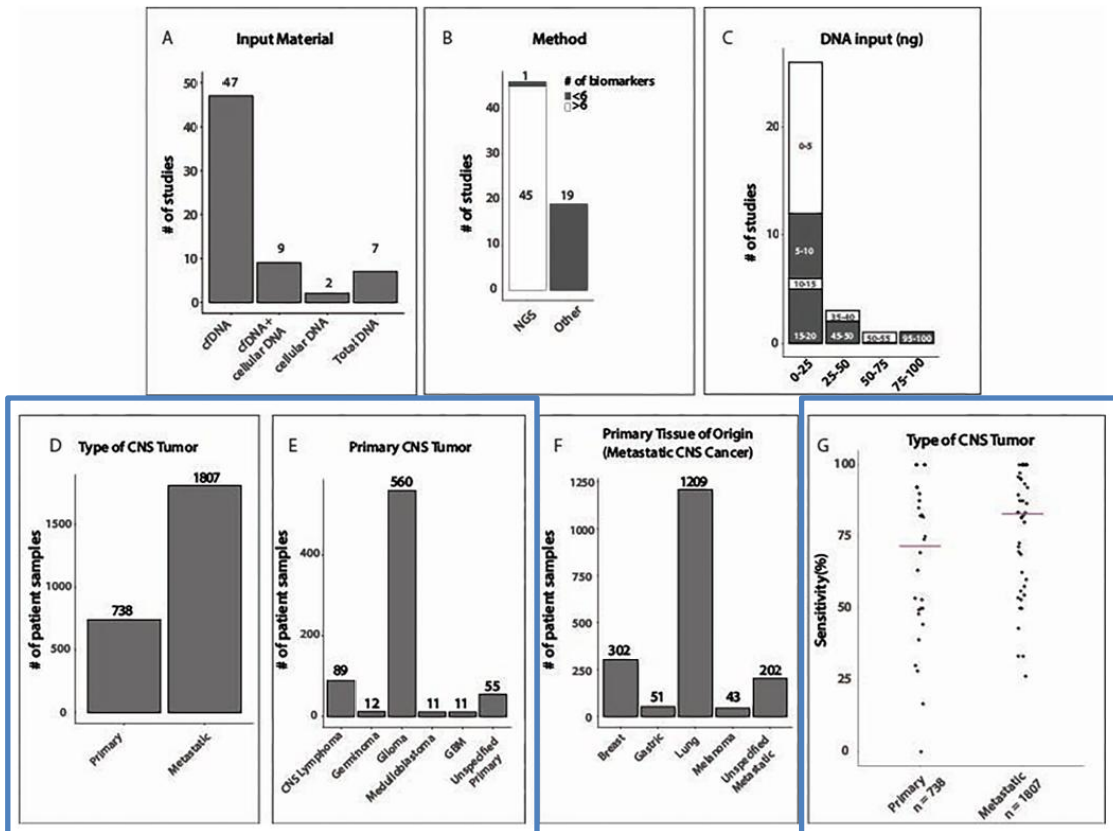 A
Input Material
# of studies
50
40
30
20
10
0
47
9
2
7
cfDNA
cfDNA+
cellular DNA
cellular DNA
Total DNA
B
Method
# of biomarkers
<6
>6
# of studies
40
30
20
10
0
1
45
19
NGS
Other
C
DNA input (ng)
# of studies
20
10
0
0-5
5-10
10-15
15-20
35-40
45-50
50-55
95-100
0-25
25-50
50-75
75-100
D
Type of CNS Tumor
# of patient samples
1500
1000
500
0
738
1807
Primary
Metastatic
E
Primary CNS Tumor
# of patient samples
400
200
0
89
12
560
11
11
55
CNS Lymphoma
Germinoma
Glioma
Medulloblastoma
GBM
Unspecified
Primary
F
Primary Tissue of Origin
(Metastatic CNS Cancer)
# of patient samples
1250
1000
750
500
250
0
302
51
1209
43
202
Breast
Gastric
Lung
Melanoma
Unspecified
Metastatic
G
Type of CNS Tumor
Sensitivity(%)
100
75
50
25
0
Primary
n = 738
Metastatic
n = 1807